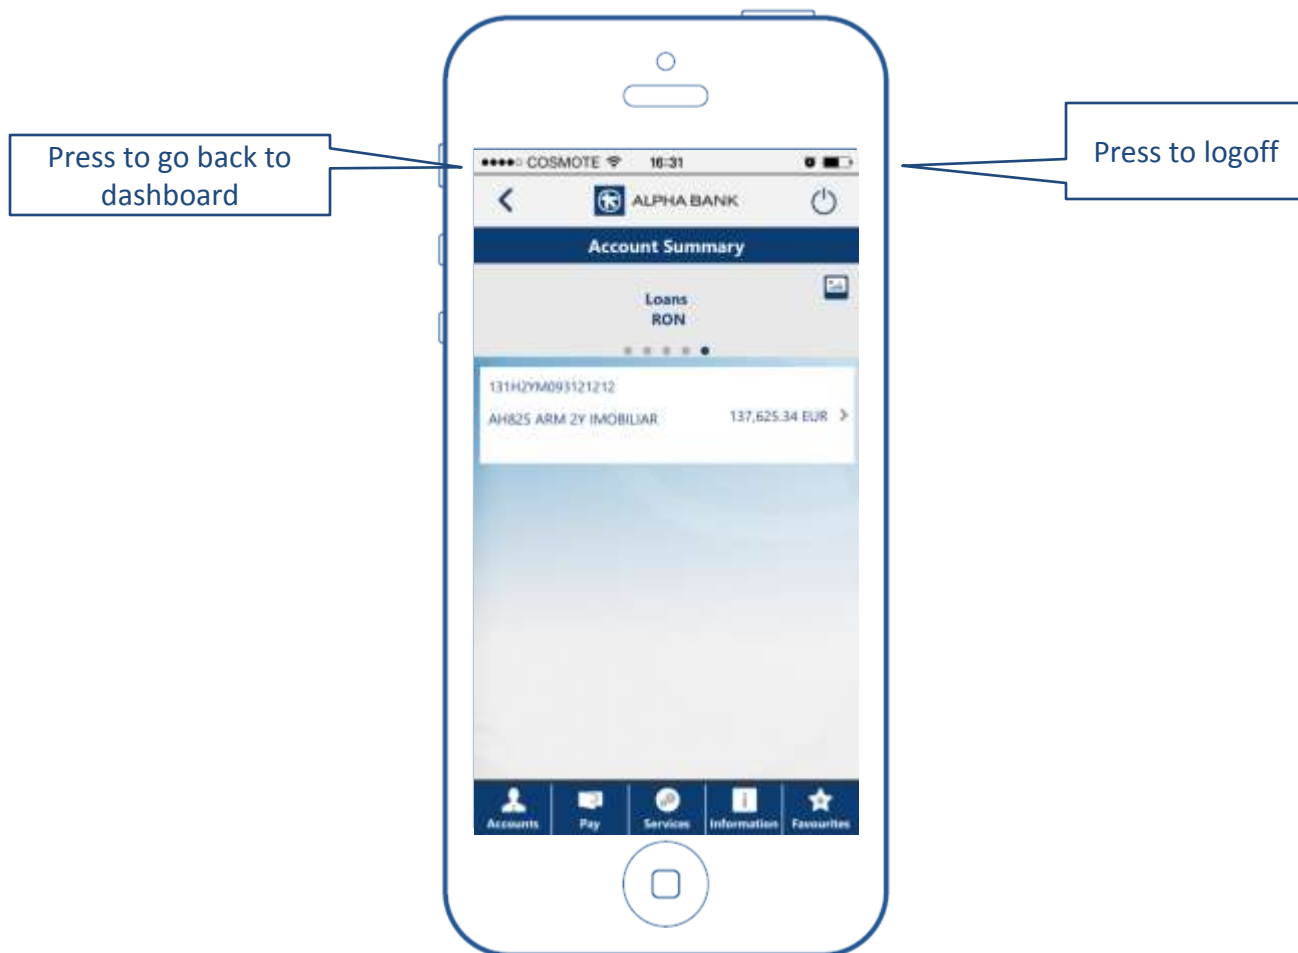 Press to go back to
dashboard
Press to logoff
COSMOTE 16:31
ALPHA BANK
Account Summary
Loans
RON
131H2YM093121212
AH825 ARM 2Y IMOBILIAR 137,625.34 EUR
Accounts Pay Services Information Favourites